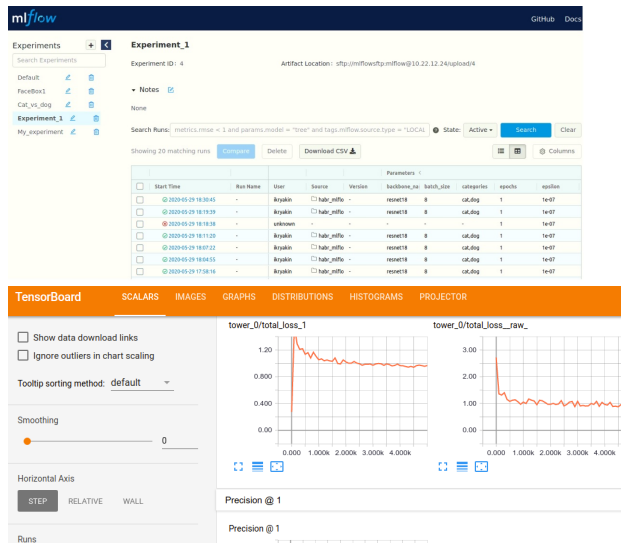 mlflow
GitHub Docs
Experiments +
Search Experiments
Default
FaceBox1
Cat_vs_dog
Experiment_1
My_experiment
Experiment_1
Experiment ID: 4 Artifact Location: sftp://mlflowsftp:mlflow@10.22.12.24/upload/4
Notes
None
Search Runs: metrics.rmse < 1 and params.model = "tree" and tags.mlflow.source.type = "LOCAL State: Active Search Clear
Showing 20 matching runs Compare Delete Download CSV Columns
Parameters <
Start Time Run Name User Source Version backbone_na batch_size categories epochs epsilon
2020-05-29 18:30:45 - ikryakin habr_mlflo - resnet18 8 cat,dog 1 1e-07
2020-05-29 18:19:39 - ikryakin habr_mlflo - resnet18 8 cat,dog 1 1e-07
2020-05-29 18:18:38 - unknown - - - - - -
2020-05-29 18:11:20 - ikryakin habr_mlflo - resnet18 8 cat,dog 1 1e-07
2020-05-29 18:07:22 - ikryakin habr_mlflo - resnet18 8 cat,dog 1 1e-07
2020-05-29 18:04:55 - ikryakin habr_mlflo - resnet18 8 cat,dog 1 1e-07
2020-05-29 17:58:16 - ikryakin habr_mlflo - resnet18 8 cat,dog 1 1e-07
TensorBoard SCALARS IMAGES GRAPHS DISTRIBUTIONS HISTOGRAMS PROJECTOR
Show data download links
Ignore outliers in chart scaling
Tooltip sorting method: default
Smoothing
0
Horizontal Axis
STEP RELATIVE WALL
Runs
tower_0/total_loss_1
1.20
0.800
0.400
0.00
0.000 1.000k 2.000k 3.000k 4.000k
tower_0/total_loss__raw_
3.00
2.00
1.00
0.00
0.000 1.000k 2.000k 3.000k 4.000k
Precision @ 1
Precision @ 1